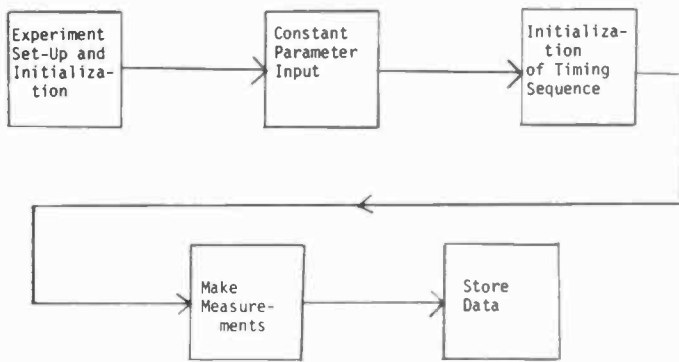 Experiment
Set-Up and
Initializa-
tion
Constant
Parameter
Input
Initializa-
tion
of Timing
Sequence
Make
Measure-
ments
Store
Data